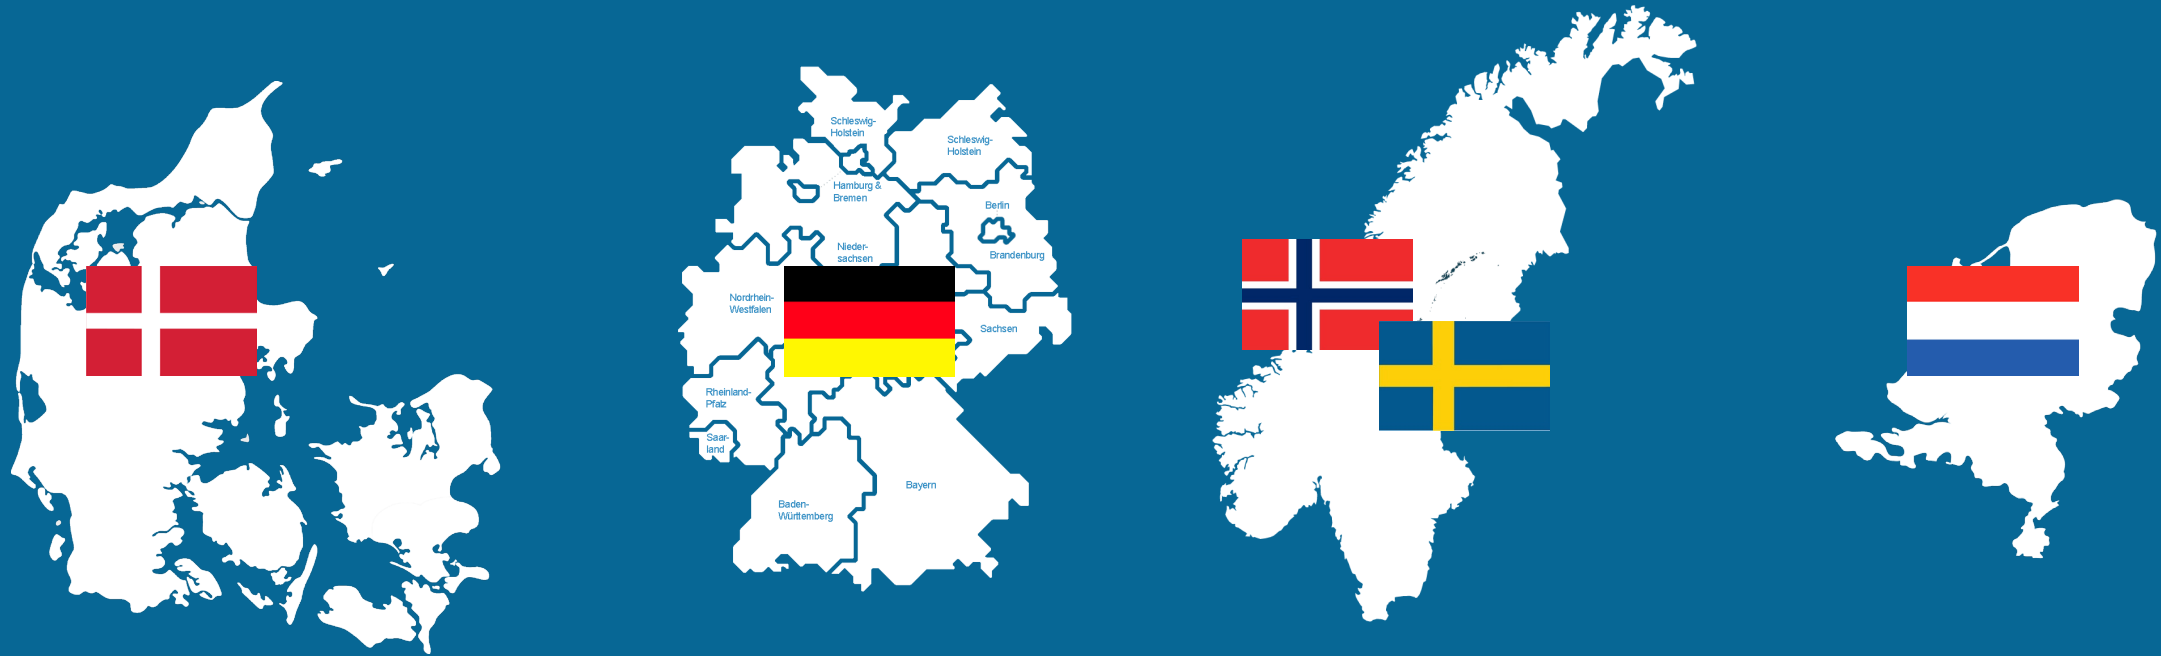 Schleswig-
Holstein
Schleswig-
Holstein
Hamburg &
Bremen
Berlin
Nieder-
sachsen
Brandenburg
Nordrhein-
Westfalen
Sachsen
Rheinland-
Pfalz
Saar-
land
Bayern
Baden-
Württemberg